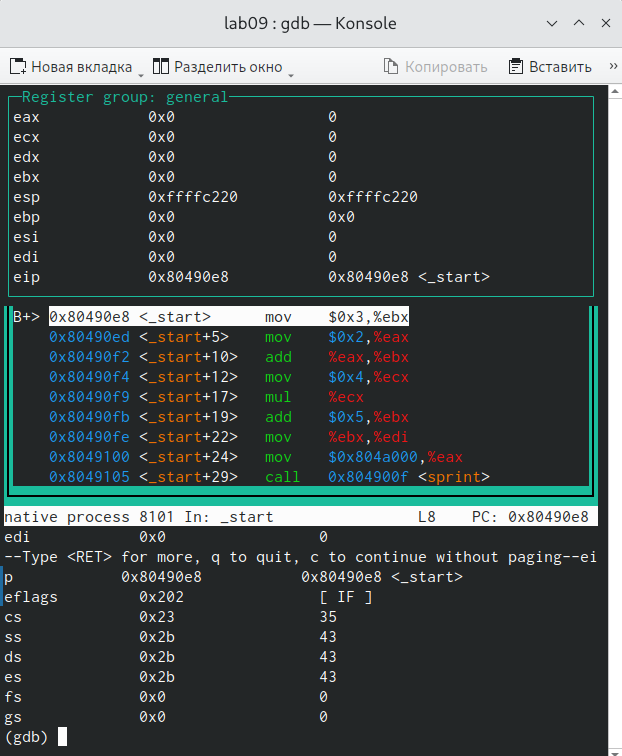 lab09 : gdb — Konsole
Новая вкладка Разделить окно Копировать Вставить »
Register group: general
eax 0x0 0
ecx 0x0 0
edx 0x0 0
ebx 0x0 0
esp 0xffffc220 0xffffc220
ebp 0x0 0x0
esi 0x0 0
edi 0x0 0
eip 0x80490e8 0x80490e8 <_start>
B+> 0x80490e8 <_start> mov $0x3,%ebx
0x80490ed <_start+5> mov $0x2,%eax
0x80490f2 <_start+10> add %eax,%ebx
0x80490f4 <_start+12> mov $0x4,%ecx
0x80490f9 <_start+17> mul %ecx
0x80490fb <_start+19> add $0x5,%ebx
0x80490fe <_start+22> mov %ebx,%edi
0x8049100 <_start+24> mov $0x804a000,%eax
0x8049105 <_start+29> call 0x804900f <sprint>
native process 8101 In: _start L8 PC: 0x80490e8
edi 0x0 0
--Type <RET> for more, q to quit, c to continue without paging--ei
p 0x80490e8 0x80490e8 <_start>
eflags 0x202 [ IF ]
cs 0x23 35
ss 0x2b 43
ds 0x2b 43
es 0x2b 43
fs 0x0 0
gs 0x0 0
(gdb)